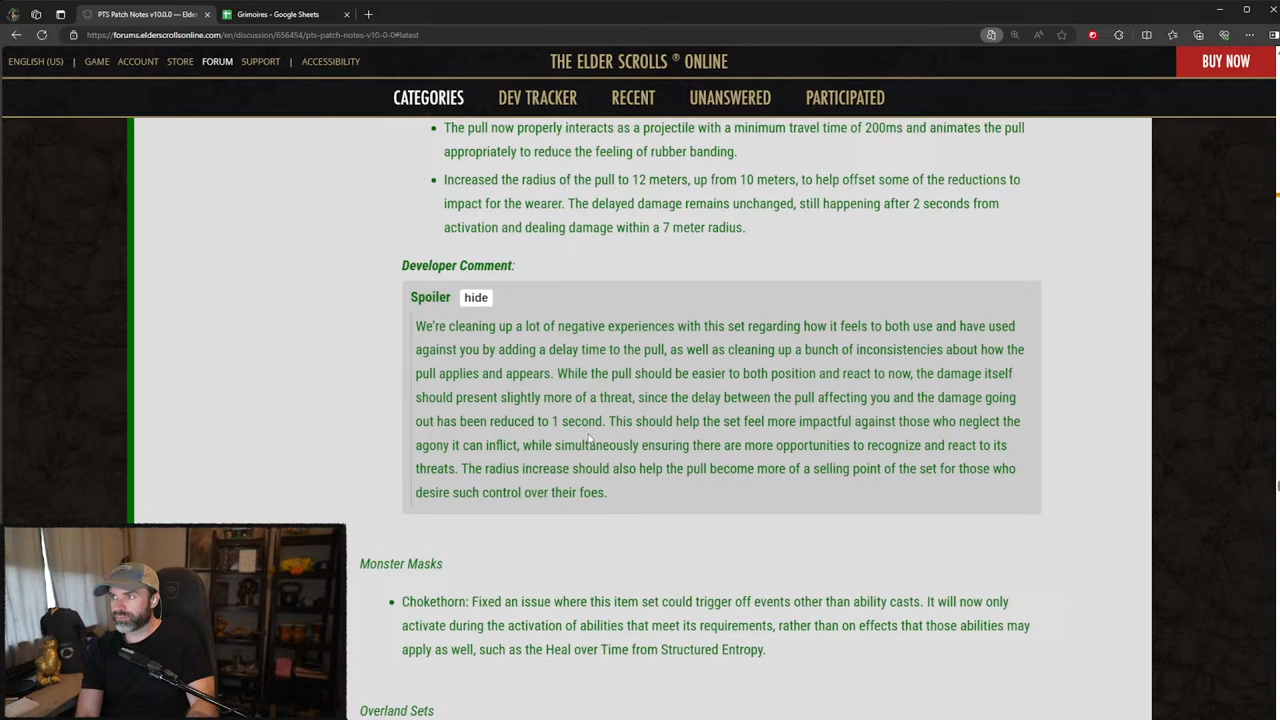 PTS Patch Notes v10.0.0 — Elder
Grimoires - Google Sheets
https://forums.elderscrollsonline.com/en/discussion/656454/pts-patch-notes-v10-0-0#latest
ENGLISH (US) | GAME ACCOUNT STORE FORUM SUPPORT | ACCESSIBILITY
THE ELDER SCROLLS ® ONLINE
BUY NOW
CATEGORIES DEV TRACKER RECENT UNANSWERED PARTICIPATED
• The pull now properly interacts as a projectile with a minimum travel time of 200ms and animates the pull
appropriately to reduce the feeling of rubber banding.
• Increased the radius of the pull to 12 meters, up from 10 meters, to help offset some of the reductions to
impact for the wearer. The delayed damage remains unchanged, still happening after 2 seconds from
activation and dealing damage within a 7 meter radius.
Developer Comment:
Spoiler hide
We're cleaning up a lot of negative experiences with this set regarding how it feels to both use and have used
against you by adding a delay time to the pull, as well as cleaning up a bunch of inconsistencies about how the
pull applies and appears. While the pull should be easier to both position and react to now, the damage itself
should present slightly more of a threat, since the delay between the pull affecting you and the damage going
out has been reduced to 1 second. This should help the set feel more impactful against those who neglect the
agony it can inflict, while simultaneously ensuring there are more opportunities to recognize and react to its
threats. The radius increase should also help the pull become more of a selling point of the set for those who
desire such control over their foes.
Monster Masks
• Chokethorn: Fixed an issue where this item set could trigger off events other than ability casts. It will now only
activate during the activation of abilities that meet its requirements, rather than on effects that those abilities may
apply as well, such as the Heal over Time from Structured Entropy.
Overland Sets